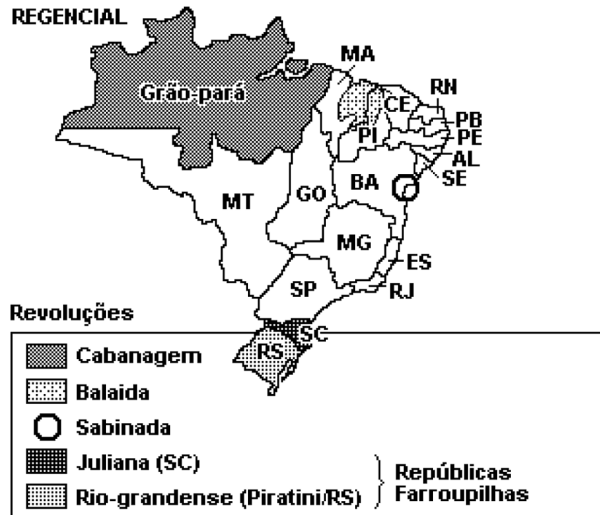 REGENCIAL
MA
Grão-pará
CE
RN
PB
PI
PE
AL
BA
SE
MT
GO
MG
ES
SP
RJ
Revoluções
SC
RS
Cabanagem
Balaida
Sabinada
Juliana (SC)
Rio-grandense (Piratini/RS)
Repúblicas
Farroupilhas